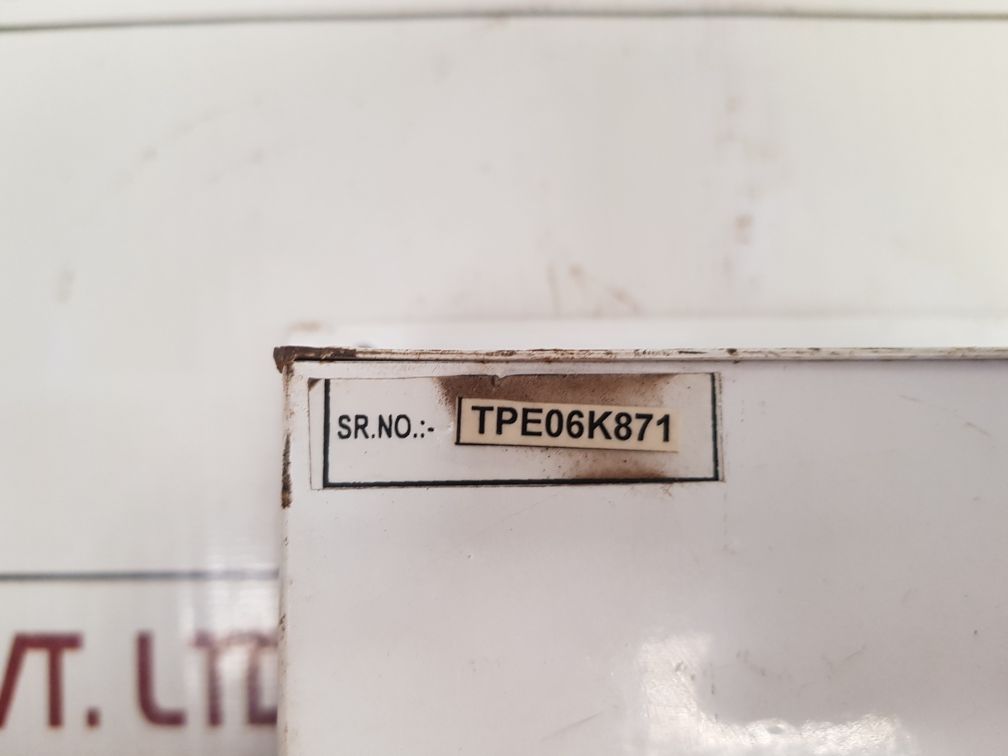 SR.NO.:- TPE06K871
VT. LTD